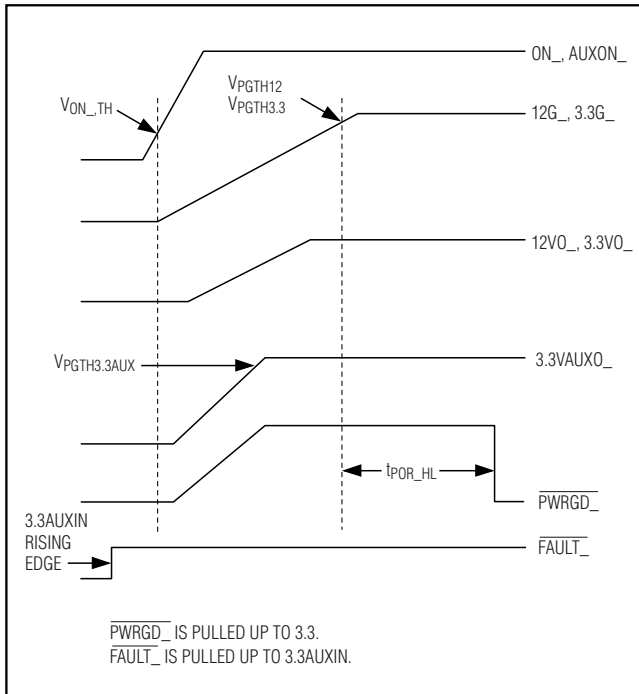 ON_, AUXON_
V_ON_,TH
V_PGTH12
V_PGTH3.3
12G_, 3.3G_
12VO_, 3.3VO_
V_PGTH3.3AUX
3.3VAUXO_
t_POR_HL
PWRGD_
3.3AUXIN
RISING
EDGE
FAULT_
PWRGD_ IS PULLED UP TO 3.3.
FAULT_ IS PULLED UP TO 3.3AUXIN.